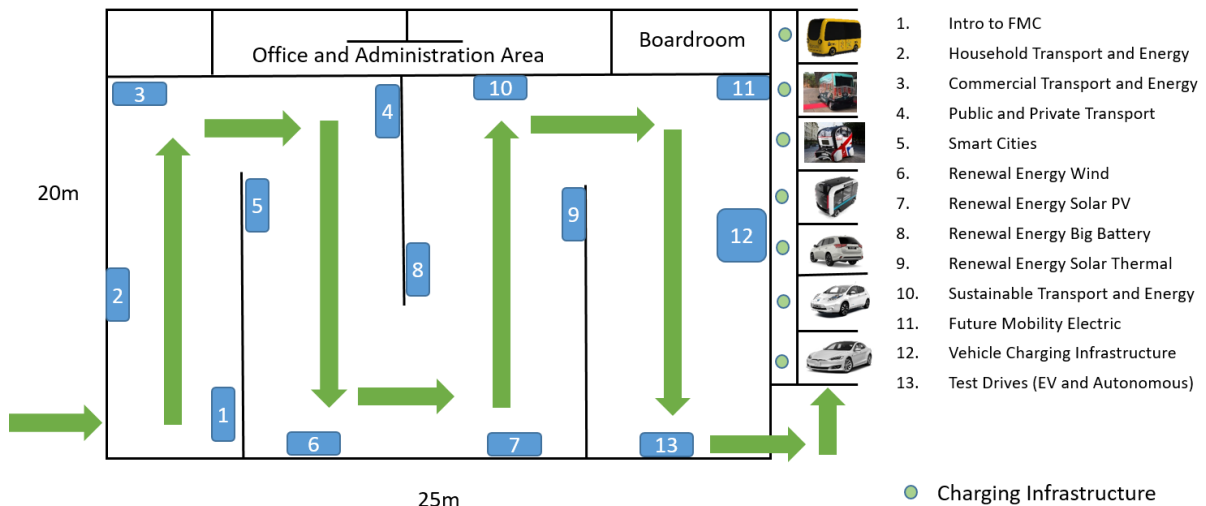 Office and Administration Area
Boardroom
3
4
10
11
20m
5
9
12
2
8
1
6
7
13
25m
1. Intro to FMC
2. Household Transport and Energy
3. Commercial Transport and Energy
4. Public and Private Transport
5. Smart Cities
6. Renewal Energy Wind
7. Renewal Energy Solar PV
8. Renewal Energy Big Battery
9. Renewal Energy Solar Thermal
10. Sustainable Transport and Energy
11. Future Mobility Electric
12. Vehicle Charging Infrastructure
13. Test Drives (EV and Autonomous)
Charging Infrastructure